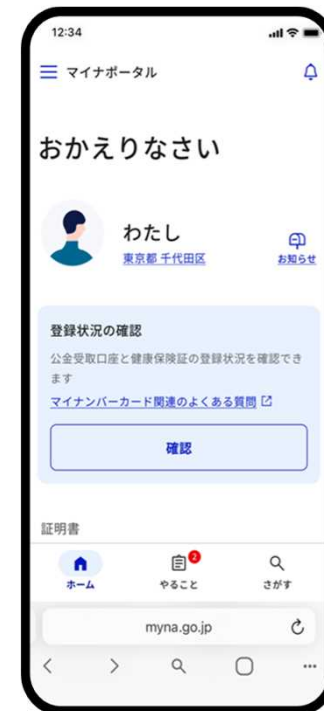 12:34
マイナポータル
おかえりなさい
わたし
東京都 千代田区
お知らせ
登録状況の確認
公金受取口座と健康保険証の登録状況を確認でき
ます
マイナンバーカード関連のよくある質問
確認
証明書
2
ホーム
やること
さがす
myna.go.jp